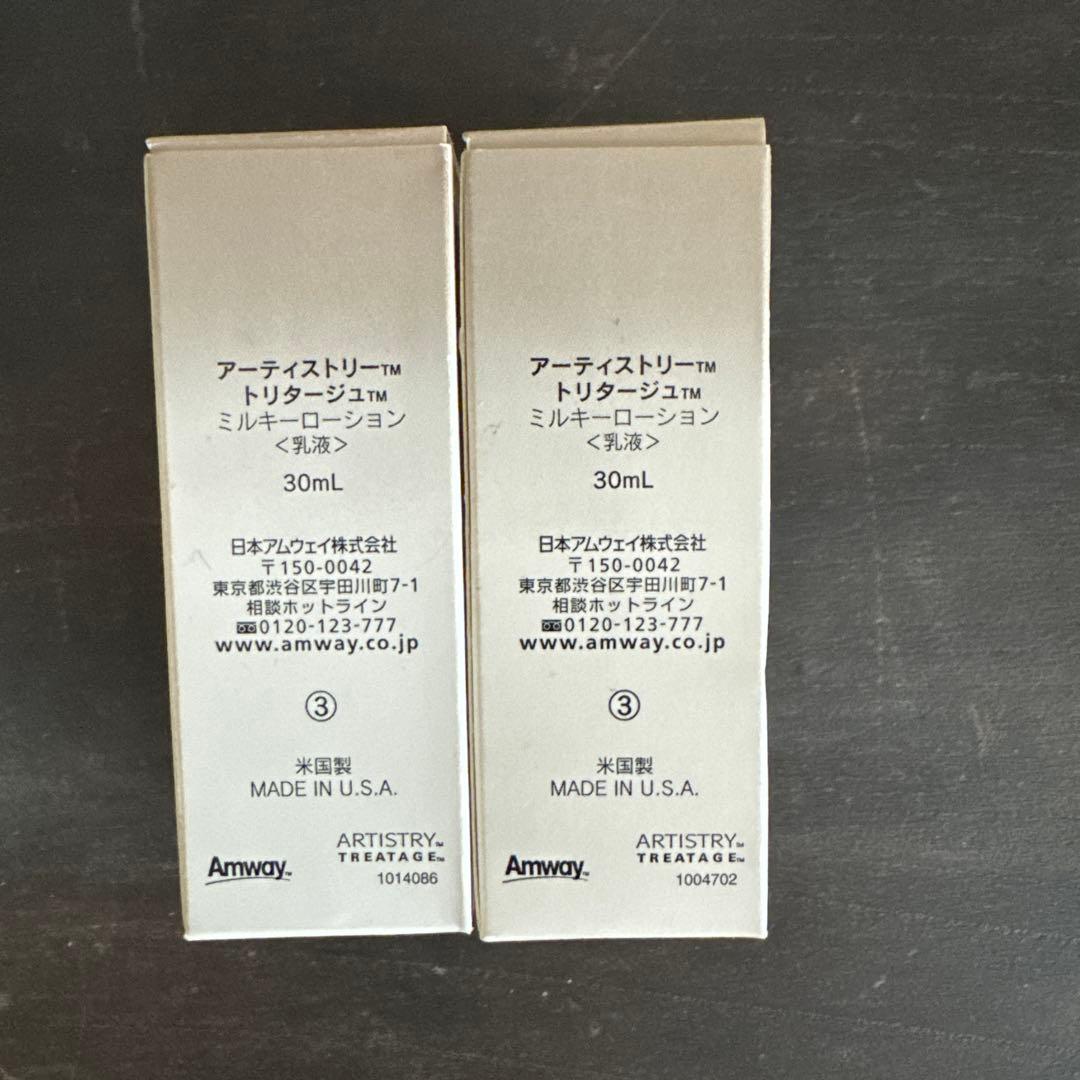 アーティストリー™
トリタージュ™
ミルキーローション
＜乳液＞
30mL
日本アムウェイ株式会社
〒150-0042
東京都渋谷区宇田川町7-1
相談ホットライン
0120-123-777
www.amway.co.jp
③
米国製
MADE IN U.S.A.
Amway™
ARTISTRY™
TREATAGE™
1014086
アーティストリー™
トリタージュ™
ミルキーローション
＜乳液＞
30mL
日本アムウェイ株式会社
〒150-0042
東京都渋谷区宇田川町7-1
相談ホットライン
0120-123-777
www.amway.co.jp
③
米国製
MADE IN U.S.A.
Amway™
ARTISTRY™
TREATAGE™
1004702